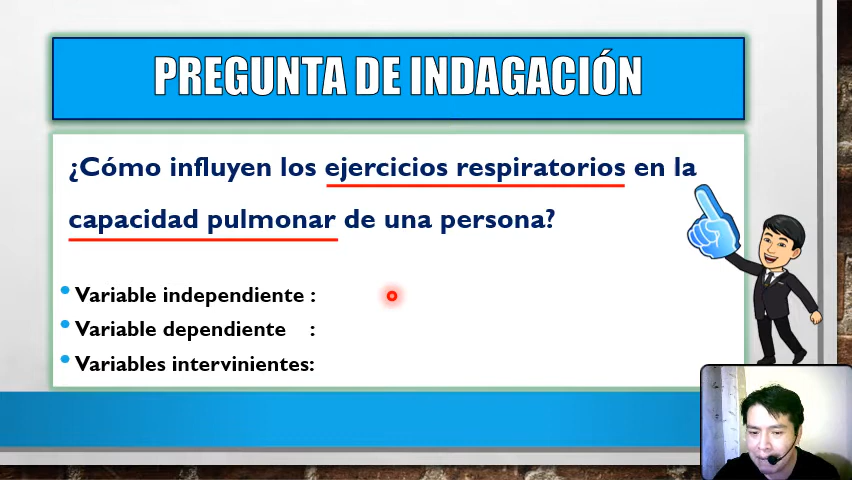 PREGUNTA DE INDAGACIÓN
¿Cómo influyen los ejercicios respiratorios en la
capacidad pulmonar de una persona?
• Variable independiente :
• Variable dependiente :
• Variables intervinientes: